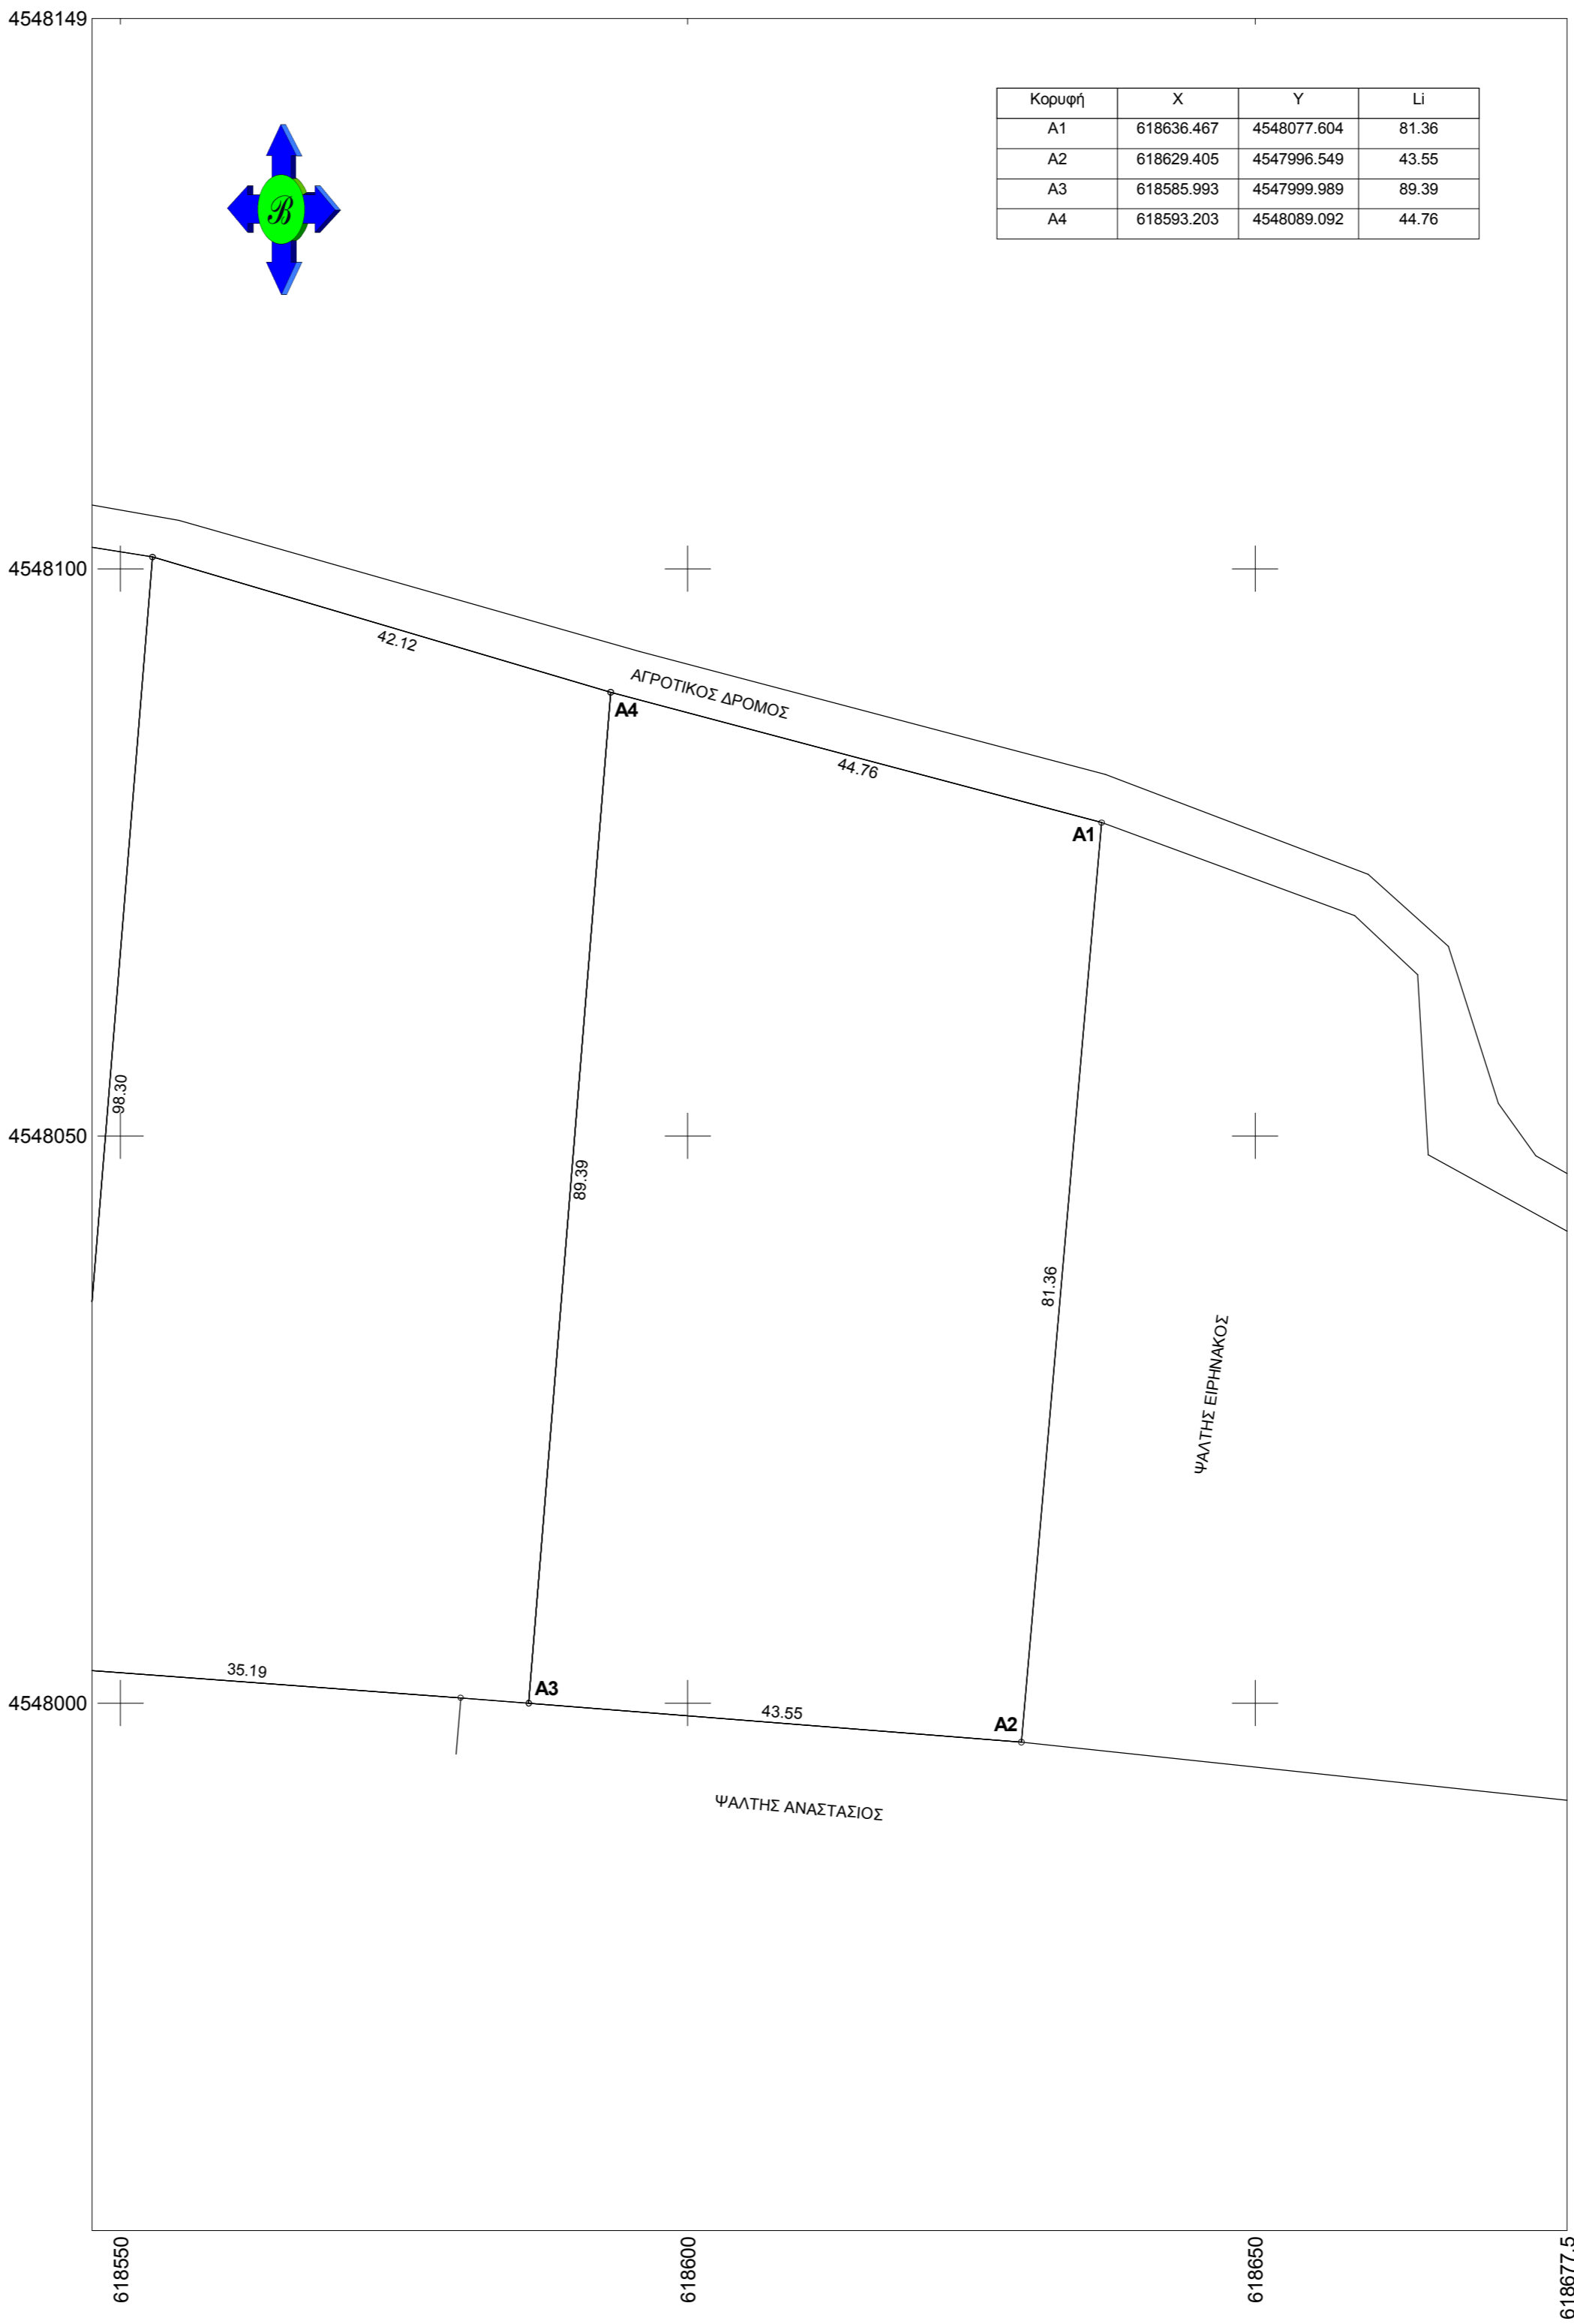 4548149
Κορυφή X Y Li
A1 618636.467 4548077.604 81.36
A2 618629.405 4547996.549 43.55
A3 618585.993 4547999.989 89.39
A4 618593.203 4548089.092 44.76
B
4548100
42.12
ΑΓΡΟΤΙΚΟΣ ΔΡΟΜΟΣ
A4
44.76
A1
98.30
4548050
89.39
81.36
ΨΑΛΤΗΣ ΕΙΡΗΝΑΚΟΣ
35.19
A3
4548000
43.55
A2
ΨΑΛΤΗΣ ΑΝΑΣΤΑΣΙΟΣ
618550
618600
618650
618677.5